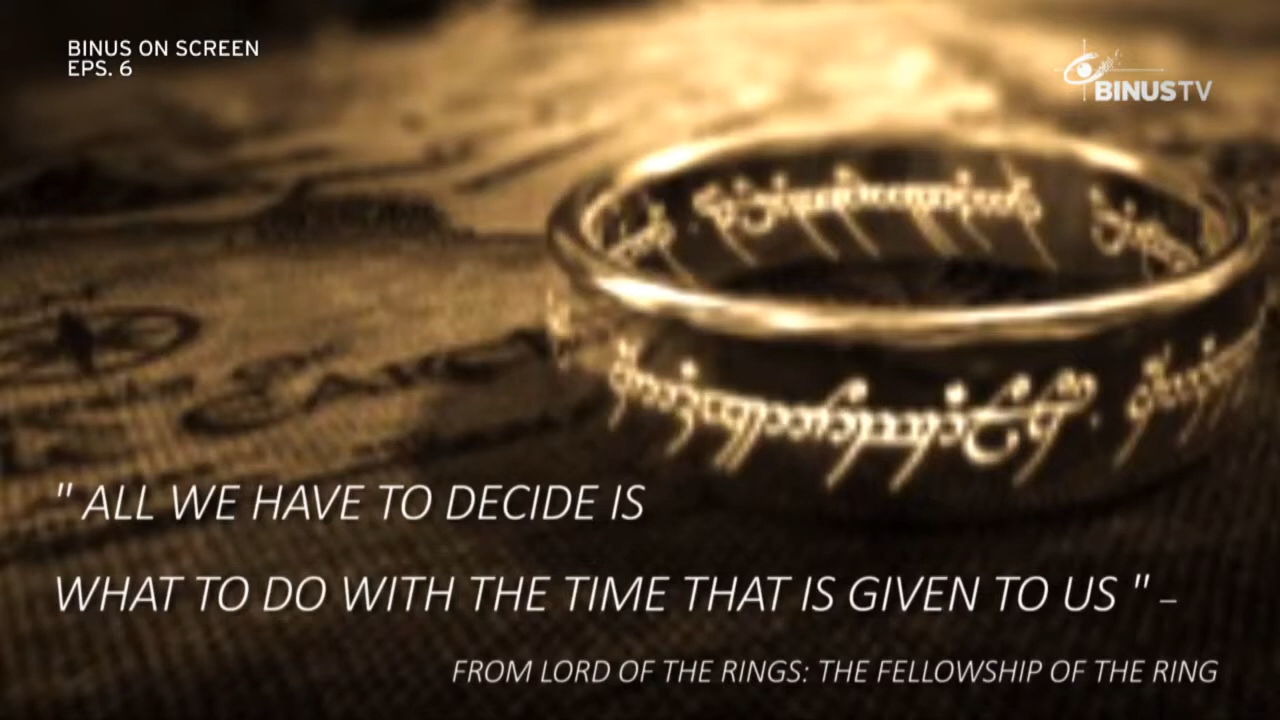 BINUS ON SCREEN
EPS. 6
BINUSTV
" ALL WE HAVE TO DECIDE IS
WHAT TO DO WITH THE TIME THAT IS GIVEN TO US " –
FROM LORD OF THE RINGS: THE FELLOWSHIP OF THE RING